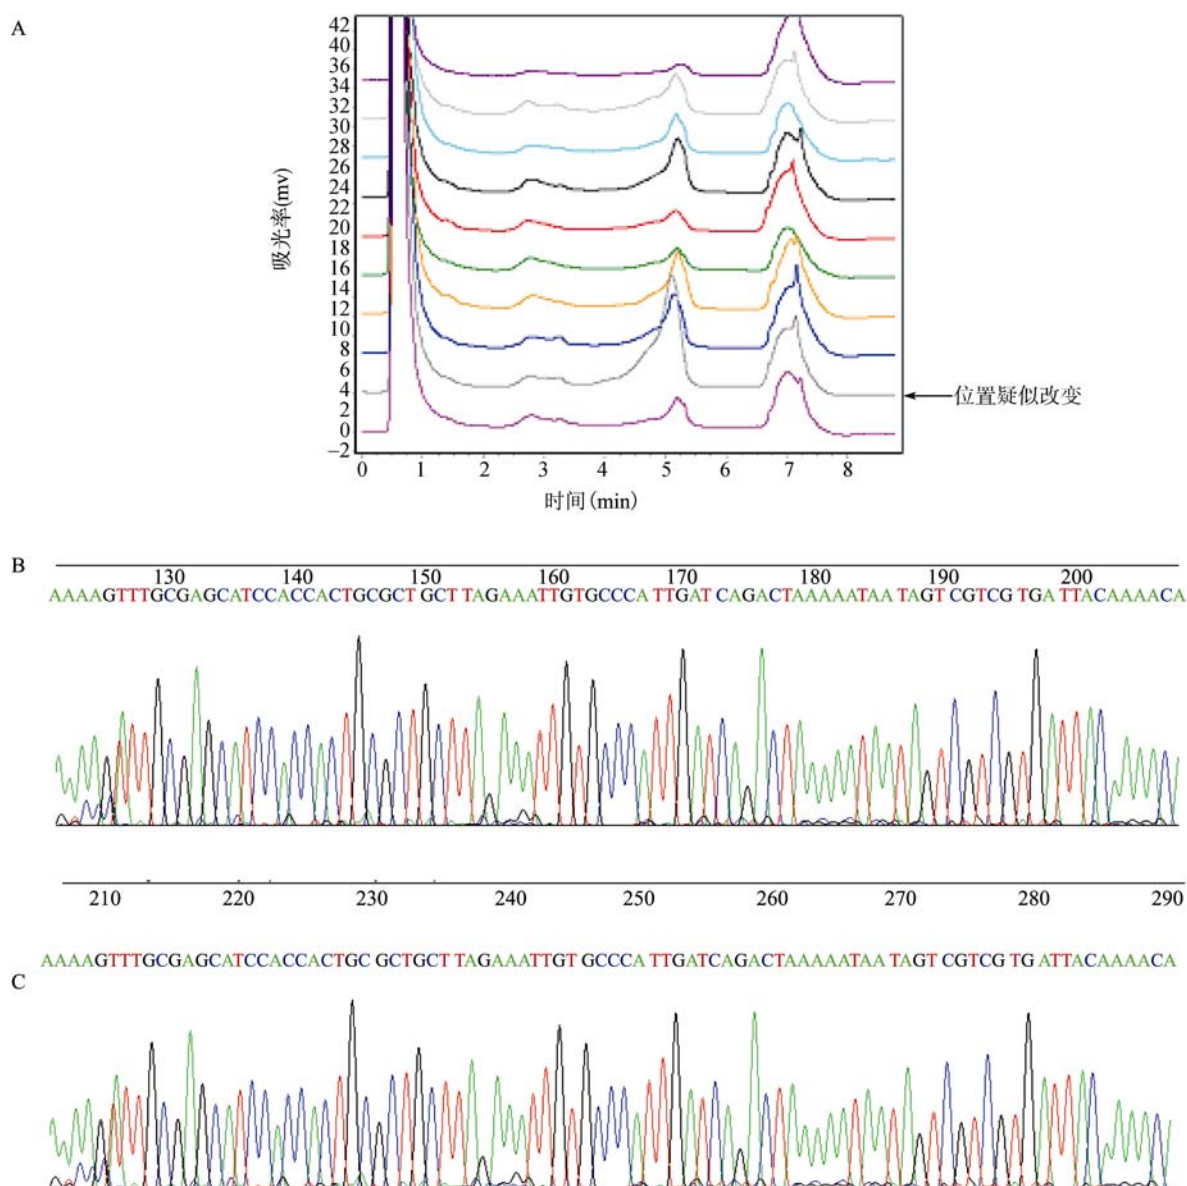 A
42
40
36
34
32
30
28
26
24
22
20
18
16
14
12
10
8
6
4
2
0
−2
吸光率(mv)
位置疑似改变
0 1 2 3 4 5 6 7 8
时间(min)
B
130 140 150 160 170 180 190 200
AAAAGTTTGCGAGCATCCACCACTGCGCT GCT TAGAAATTGTGCCCA TTGAT CAGACTAAAAATAA TAGT CGTCG TGA TTACAAAACA
210 220 230 240 250 260 270 280 290
AAAAGTTTGCGAGCATCCACCACTGC GCTGCT TAGAAATTGT GCCCA TTGATCAGACTAAAAATAA TAGT CGTCG TG ATTACAAAACA
C